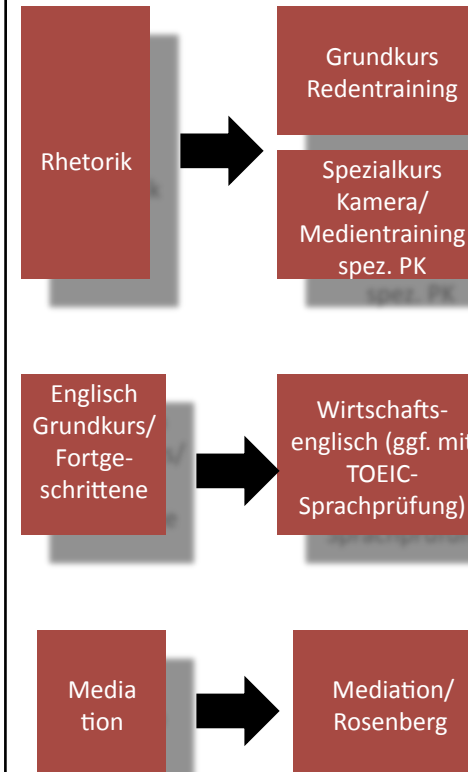 Rhetorik
Grundkurs
Redentraining
Spezialkurs
Kamera/
Medientraining
spez. PK
Englisch
Grundkurs/
Fortge-
schrittene
Wirtschafts-
englisch (ggf. mit
TOEIC-
Sprachprüfung)
Media
tion
Mediation/
Rosenberg